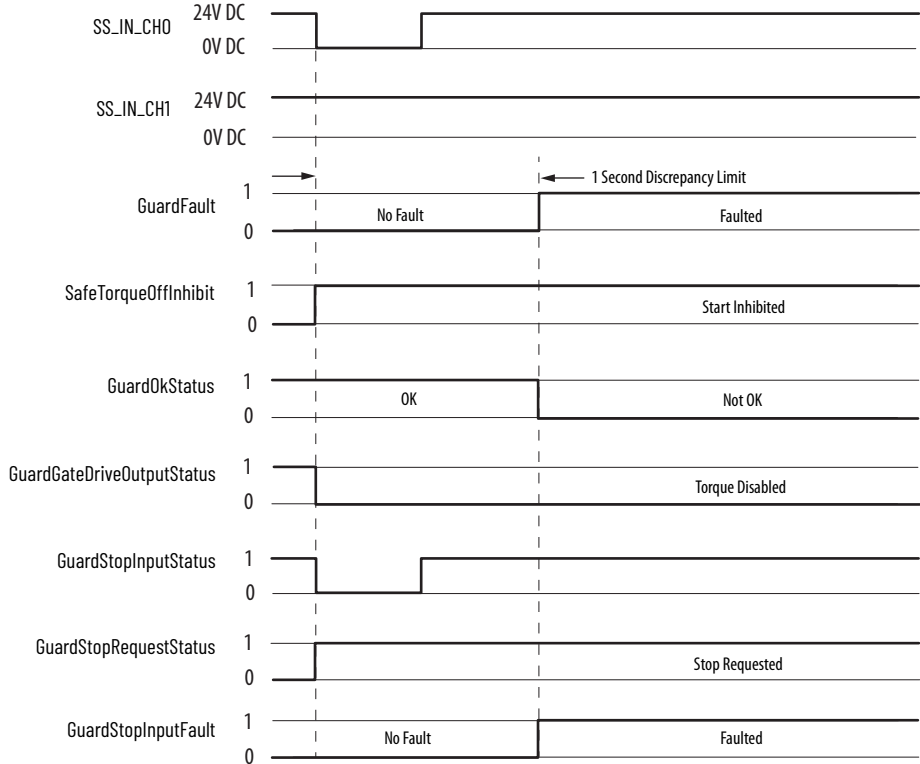 SS_IN_CH0
24V DC
0V DC
SS_IN_CH1
24V DC
0V DC
1 Second Discrepancy Limit
GuardFault
1
0
No Fault
Faulted
SafeTorqueOffInhibit
1
0
Start Inhibited
GuardOkStatus
1
0
OK
Not OK
GuardGateDriveOutputStatus
1
0
Torque Disabled
GuardStopInputStatus
1
0
GuardStopRequestStatus
1
0
Stop Requested
GuardStopInputFault
1
0
No Fault
Faulted